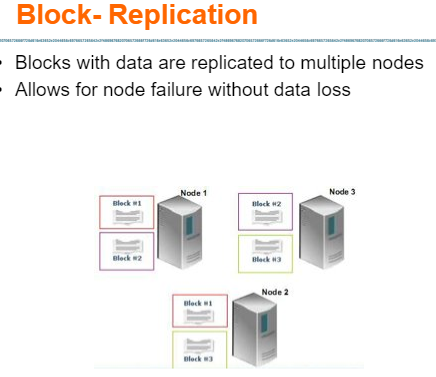 Block- Replication
• Blocks with data are replicated to multiple nodes
• Allows for node failure without data loss
Node 1
Block #1
Block #2
Node 3
Block #2
Block #3
Node 2
Block #1
Block #3